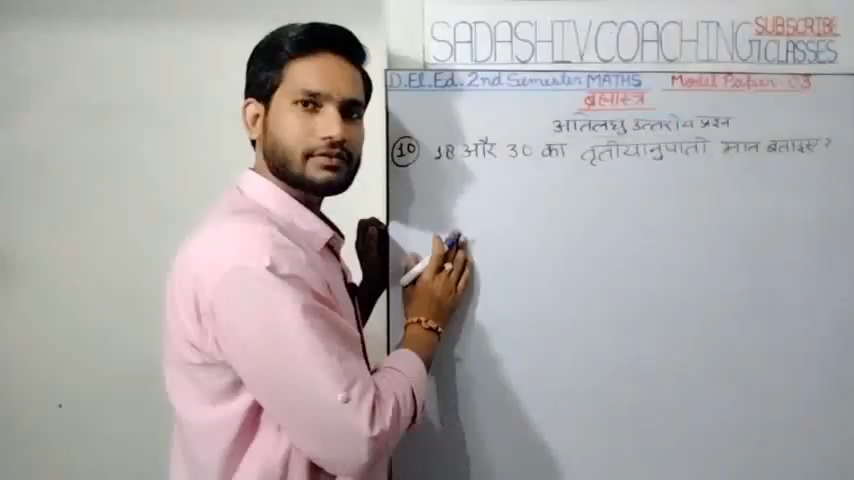 SADASHIV COACHING CLASSES
SUBSCRIBE
D.El.Ed. 2nd Semester MATHS Model Paper 03
ब्रह्मास्त्र
अतिलघु उत्तरीय प्रश्न
10 18 और 30 का तृतीयानुपाती मान बताइए ?